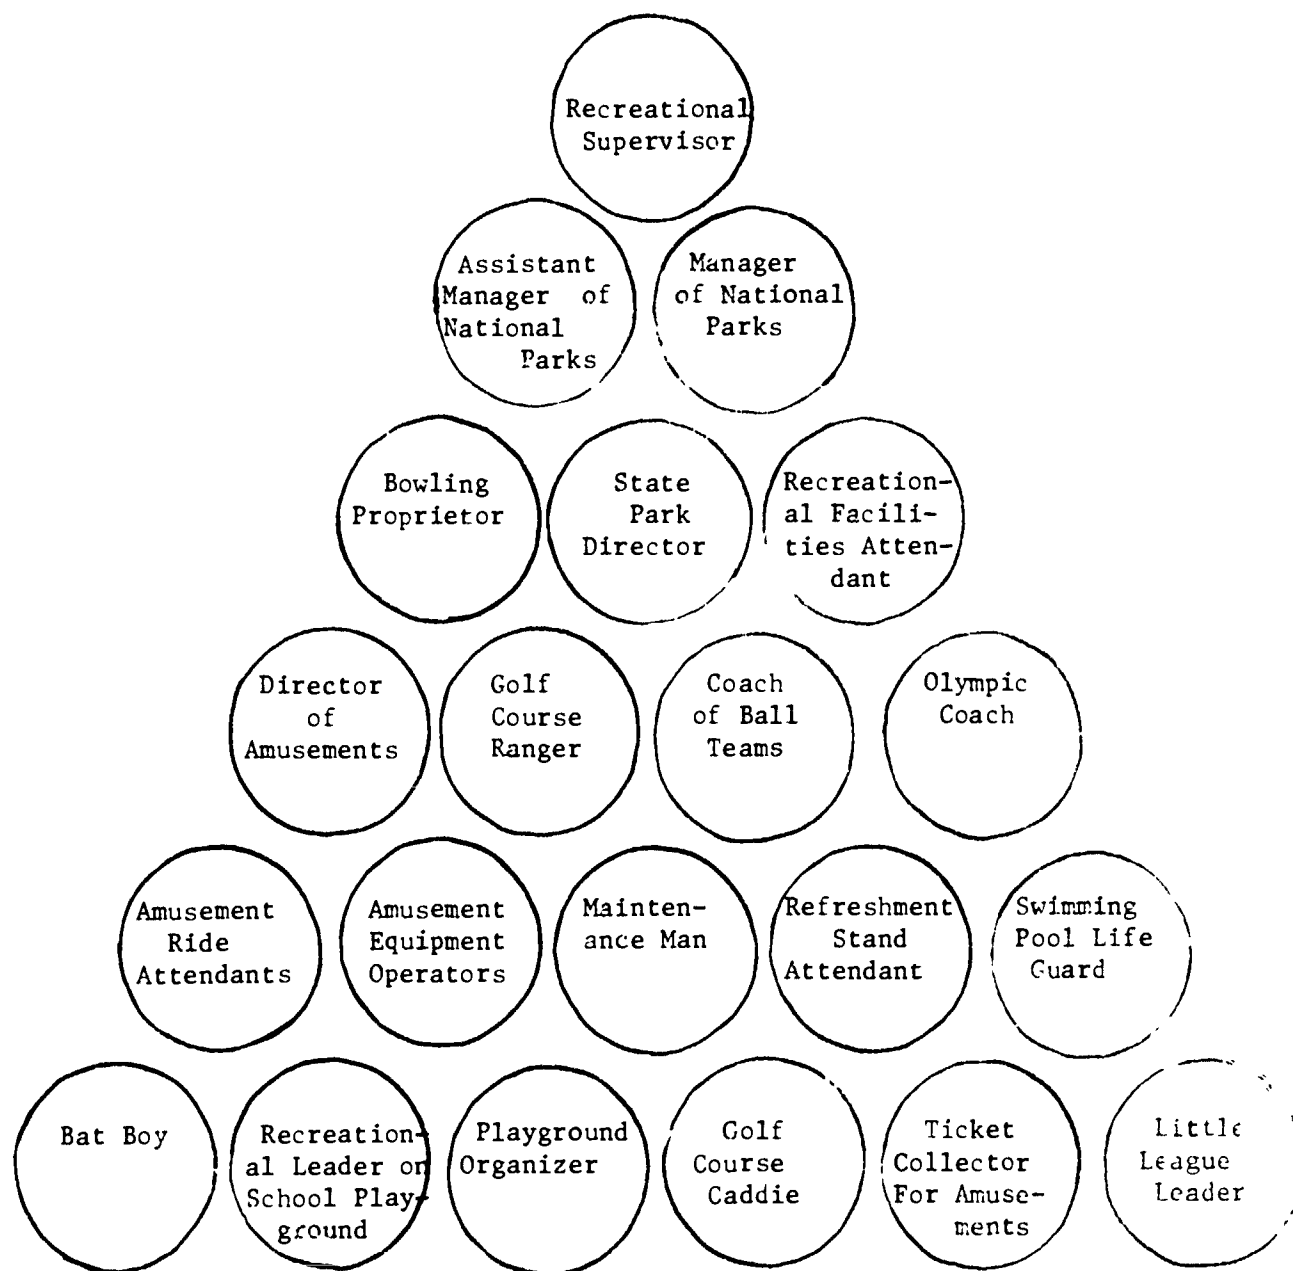 Recreational
Supervisor
Assistant
Manager of
National
Parks
Manager
of National
Parks
Bowling
Proprietor
State
Park
Director
Recreation-
al Facili-
ties Atten-
dant
Director
of
Amusements
Golf
Course
Ranger
Coach
of Ball
Teams
Olympic
Coach
Amusement
Ride
Attendants
Amusement
Equipment
Operators
Mainten-
ance Man
Refreshment
Stand
Attendant
Swimming
Pool Life
Guard
Bat Boy
Recreation-
al Leader on
School Play-
ground
Playground
Organizer
Golf
Course
Caddie
Ticket
Collector
For Amuse-
ments
Little
League
Leader